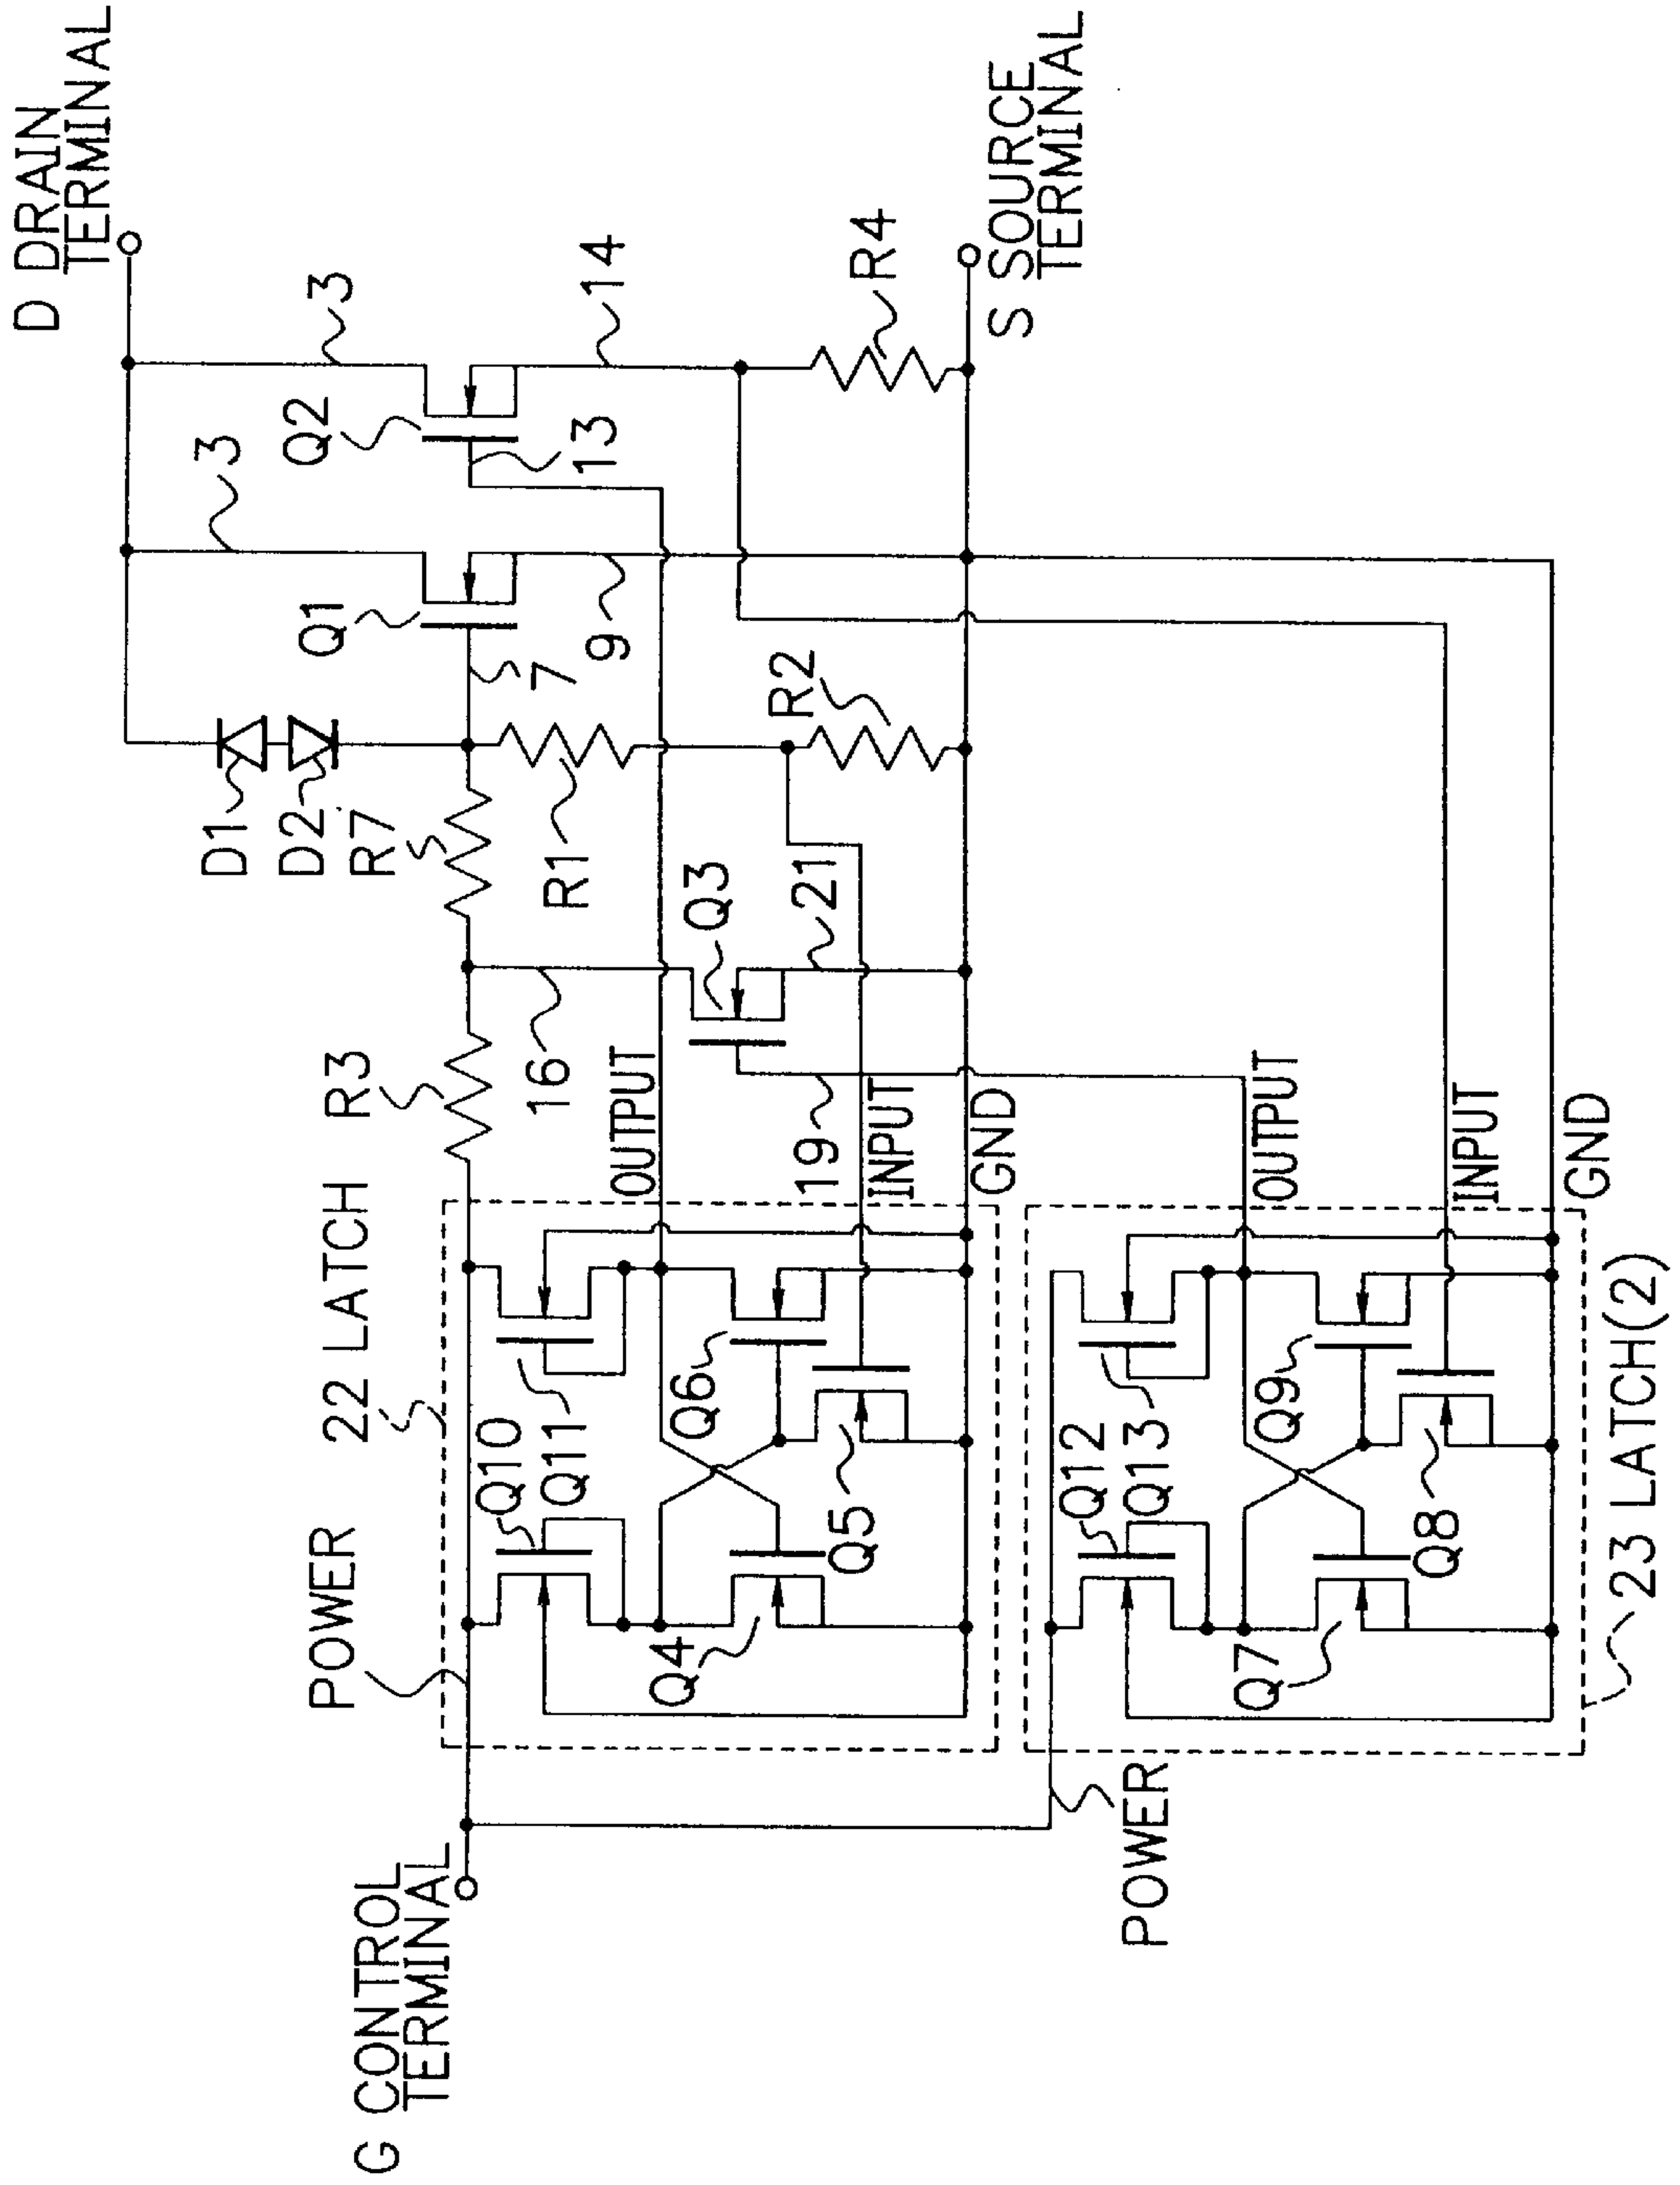 D DRAIN
TERMINAL
3
3
Q2
Q1
D1
D2
R7
13
14
7
9
R1
R2
R4
S SOURCE
TERMINAL
Q3
21
16
19
R3
22 LATCH
POWER
OUTPUT
INPUT
GND
Q10
Q11
Q6
Q4
Q5
G CONTROL
TERMINAL
POWER
OUTPUT
INPUT
GND
Q12
Q13
Q9
Q7
Q8
23 LATCH(2)